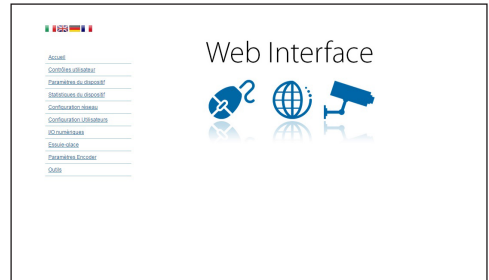 Web Interface
Accueil
Contrôles utilisateur
Paramètres du dispositif
Statistiques du dispositif
Configuration réseau
Configuration Utilisateurs
I/O numériques
Essuie-glace
Paramètres Encoder
Outils